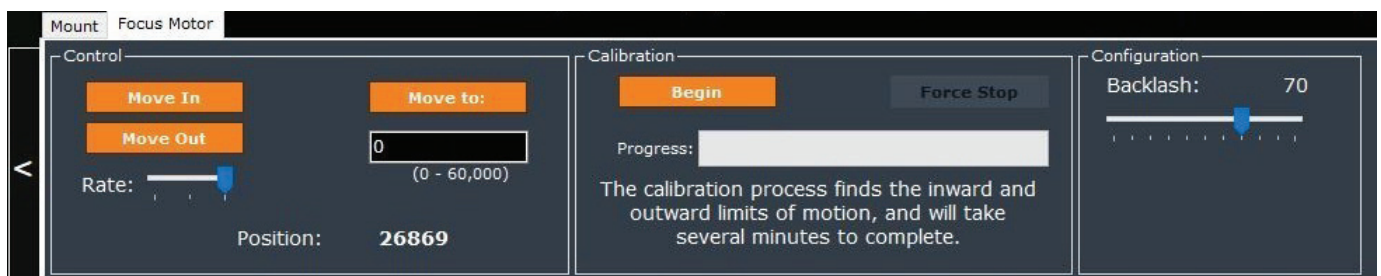 Mount Focus Motor
<
Control
Move In
Move Out
Rate:
Move to:
0
(0 - 60,000)
Position: 26869
Calibration
Begin Force Stop
Progress:
The calibration process finds the inward and
outward limits of motion, and will take
several minutes to complete.
Configuration
Backlash: 70